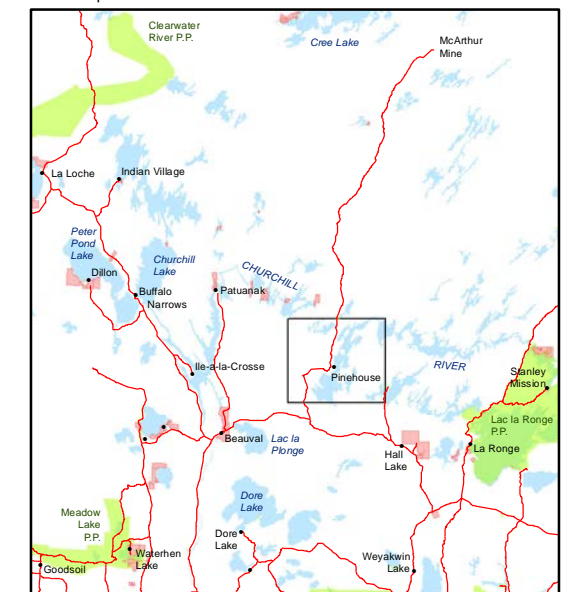 Clearwater
River P.P.
Cree Lake
McArthur
Mine
La Loche
Indian Village
Peter
Pond
Lake
Churchill
Lake
CHURCHILL
Dillon
Buffalo
Narrows
Patuanak
Ile-a-la-Crosse
Pinehouse
RIVER
Stanley
Mission
Lac la Ronge
P.P.
Beauval
Lac la
Plonge
Hall
Lake
La Ronge
Dore
Lake
Meadow
Lake
P.P.
Dore
Lake
Waterhen
Lake
Weyakwin
Lake
Goodsoil